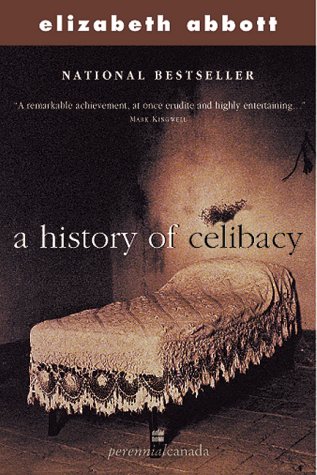 elizabeth abbott
NATIONAL BESTSELLER
"A remarkable achievement, at once erudite and highly entertaining..."
MARK KINGWELL
a history of celibacy
perennialcanada